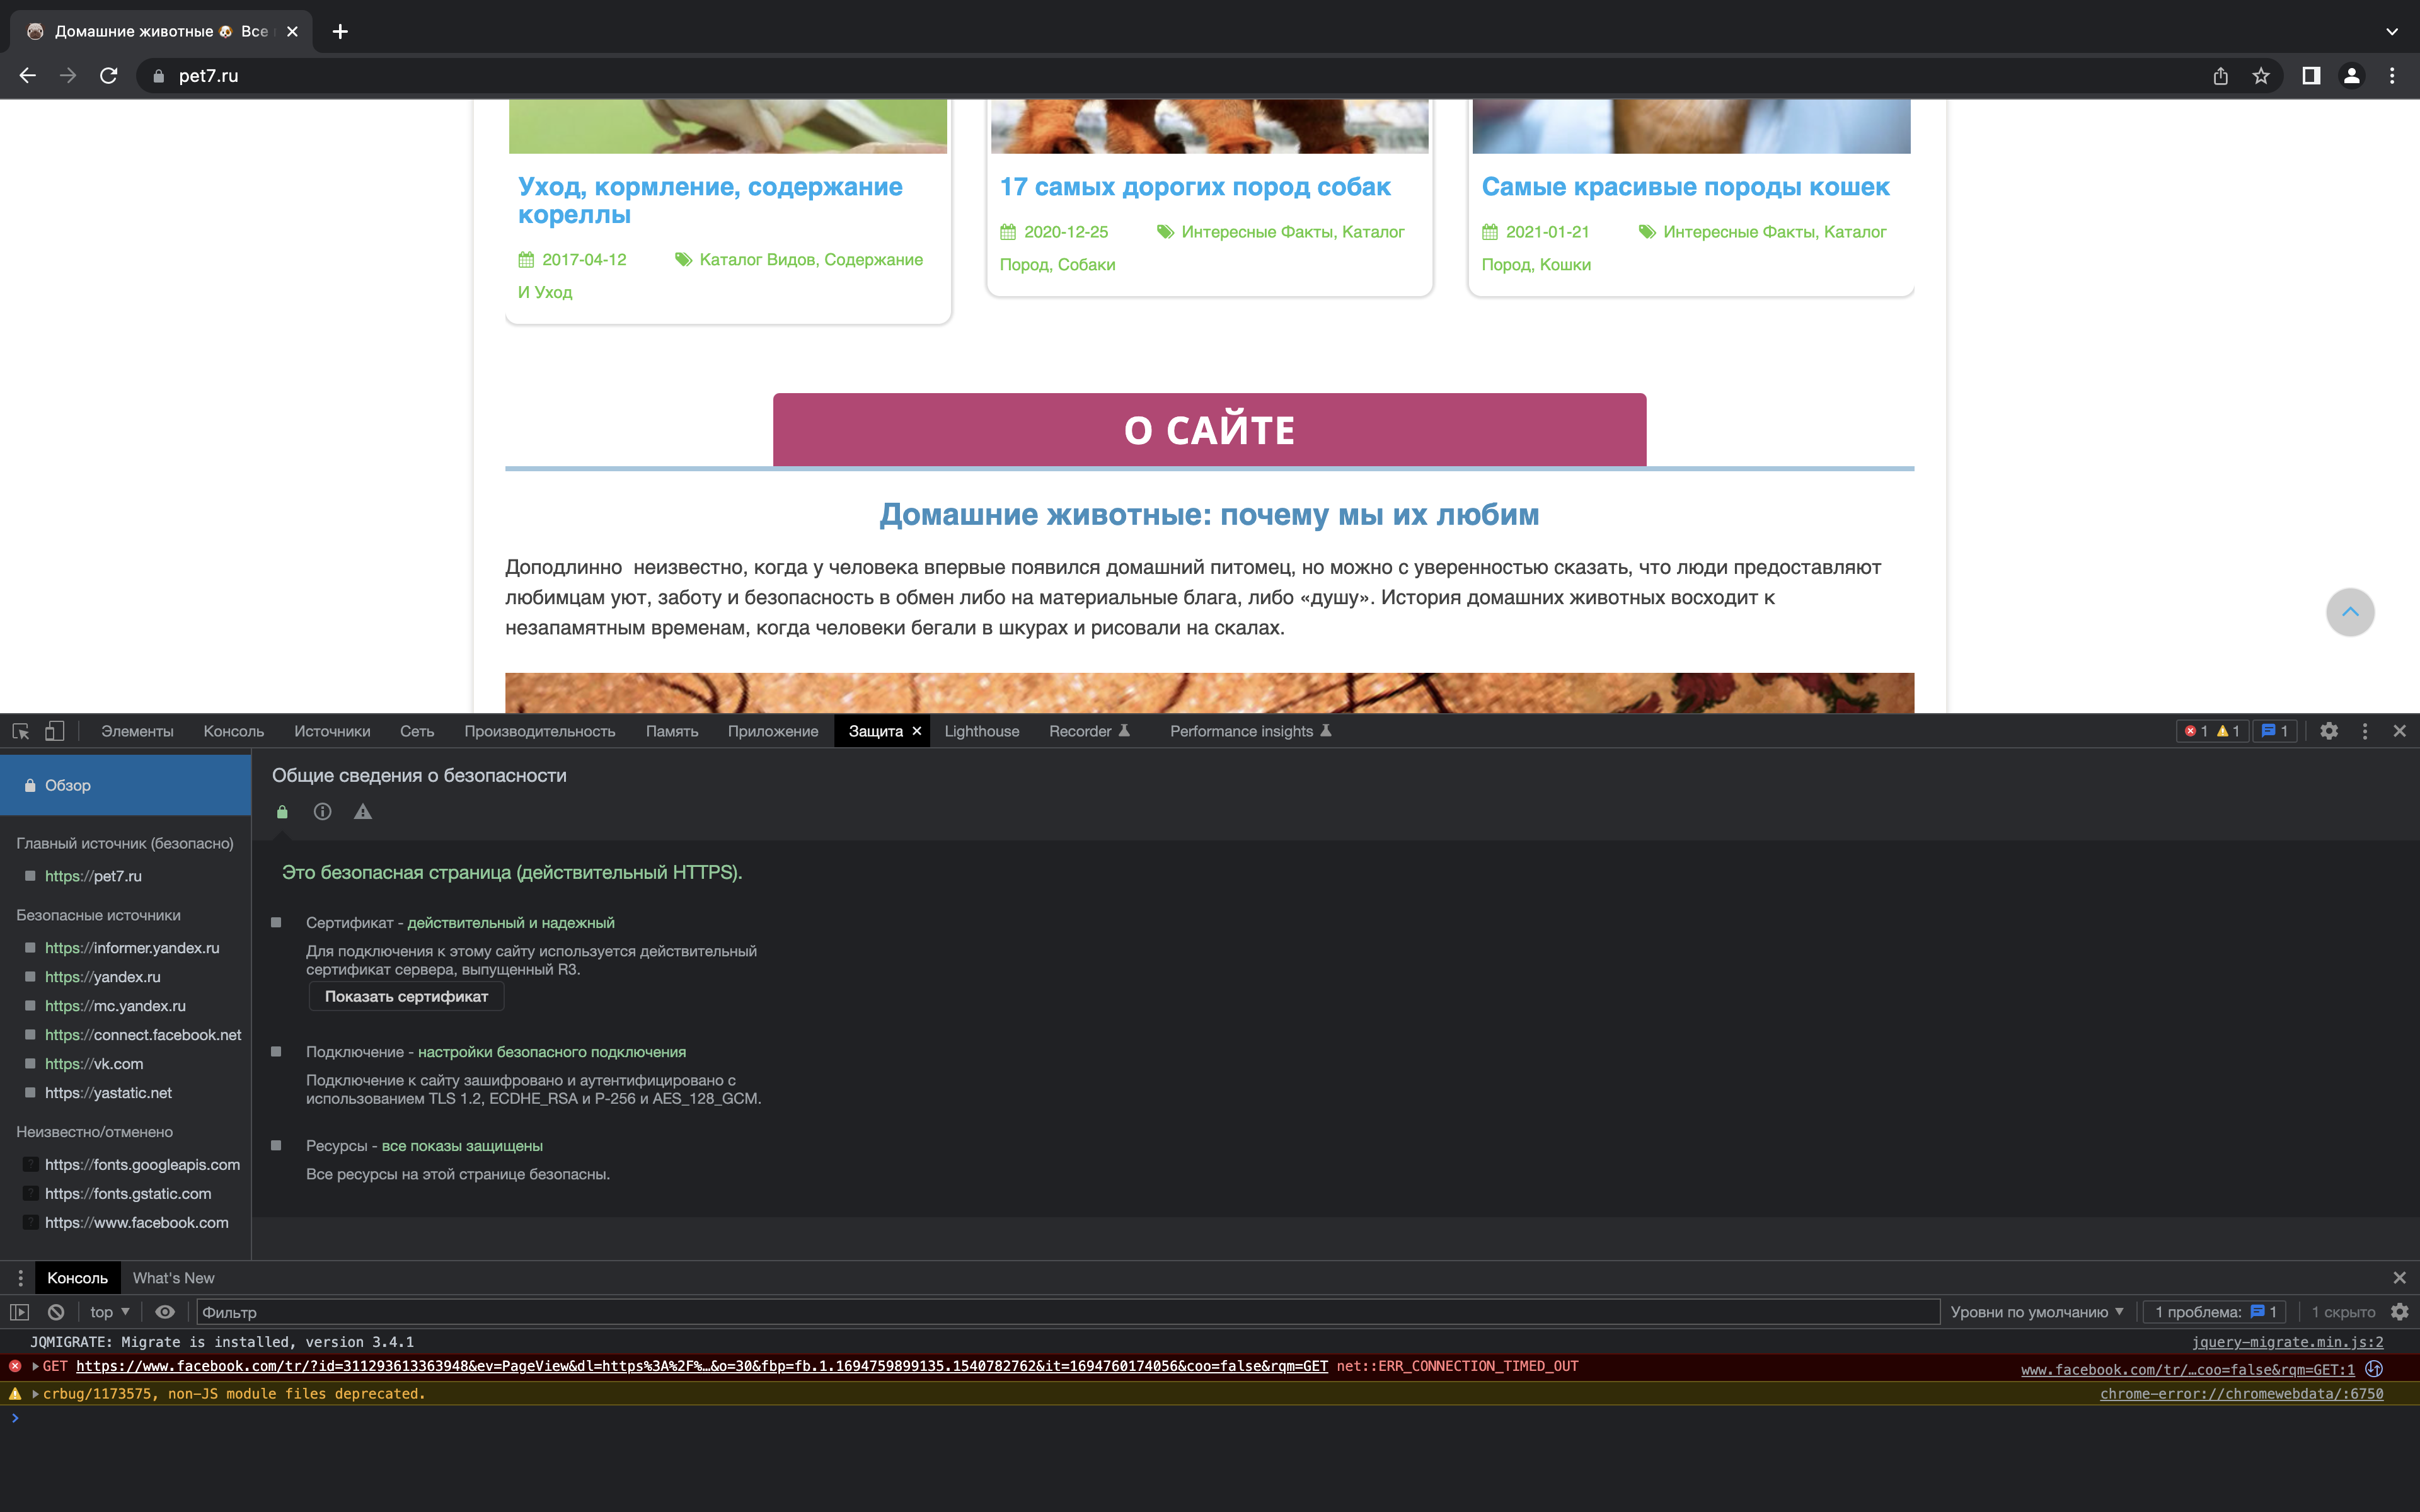 Домашние животные 🐶 Все
pet7.ru
Уход, кормление, содержание
кореллы
2017-04-12 Каталог Видов, Содержание
И Уход
17 самых дорогих пород собак
2020-12-25 Интересные Факты, Каталог
Пород, Собаки
Самые красивые породы кошек
2021-01-21 Интересные Факты, Каталог
Пород, Кошки
О САЙТЕ
Домашние животные: почему мы их любим
Доподлинно  неизвестно, когда у человека впервые появился домашний питомец, но можно с уверенностью сказать, что люди предоставляют
любимцам уют, заботу и безопасность в обмен либо на материальные блага, либо «душу». История домашних животных восходит к
незапамятным временам, когда человеки бегали в шкурах и рисовали на скалах.
Элементы Консоль Источники Сеть Производительность Память Приложение Защита Lighthouse Recorder Performance insights 1 1 1
Обзор
Главный источник (безопасно)
https://pet7.ru
Безопасные источники
https://informer.yandex.ru
https://yandex.ru
https://mc.yandex.ru
https://connect.facebook.net
https://vk.com
https://yastatic.net
Неизвестно/отменено
https://fonts.googleapis.com
https://fonts.gstatic.com
https://www.facebook.com
Общие сведения о безопасности
Это безопасная страница (действительный HTTPS).
Сертификат - действительный и надежный
Для подключения к этому сайту используется действительный
сертификат сервера, выпущенный R3.
Показать сертификат
Подключение - настройки безопасного подключения
Подключение к сайту зашифровано и аутентифицировано с
использованием TLS 1.2, ECDHE_RSA и P-256 и AES_128_GCM.
Ресурсы - все показы защищены
Все ресурсы на этой странице безопасны.
Консоль What's New
top Фильтр Уровни по умолчанию 1 проблема: 1 1 скрыто
JQMIGRATE: Migrate is installed, version 3.4.1 jquery-migrate.min.js:2
GET https://www.facebook.com/tr/?id=311293613363948&ev=PageView&dl=https%3A%2F%…&o=30&fbp=fb.1.1694759899135.1540782762&it=1694760174056&coo=false&rqm=GET net::ERR_CONNECTION_TIMED_OUT www.facebook.com/tr/…coo=false&rqm=GET:1
crbug/1173575, non-JS module files deprecated. chrome-error://chromewebdata/:6750